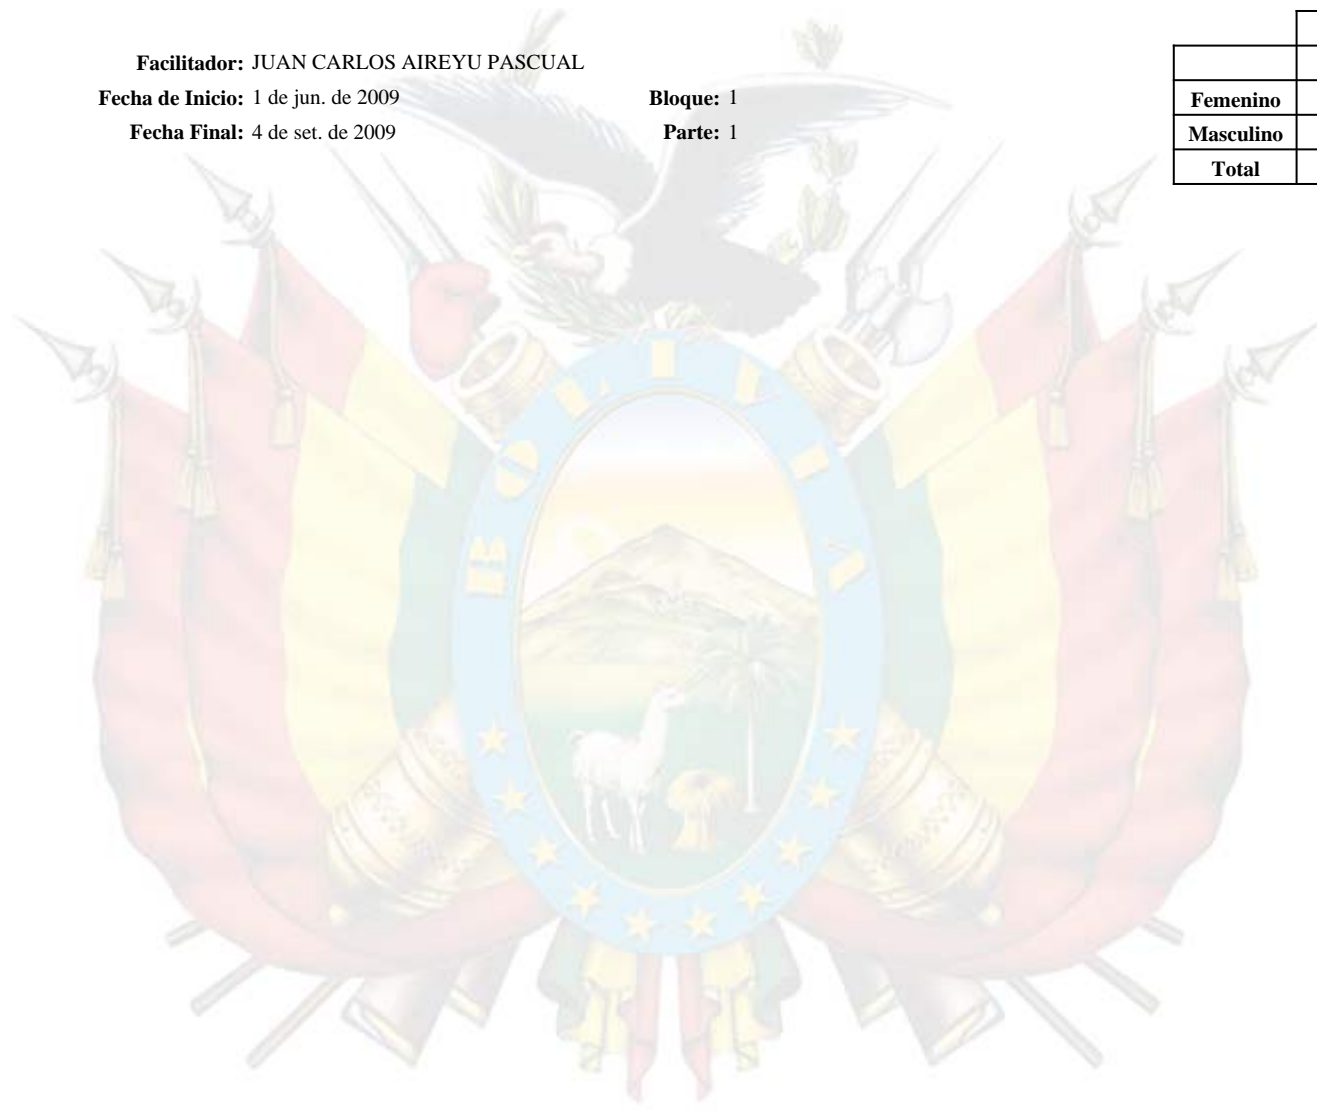 Facilitador: JUAN CARLOS AIREYU PASCUAL
Fecha de Inicio: 1 de jun. de 2009 Bloque: 1
Fecha Final: 4 de set. de 2009 Parte: 1
Femenino
Masculino
Total
BOLIVIA